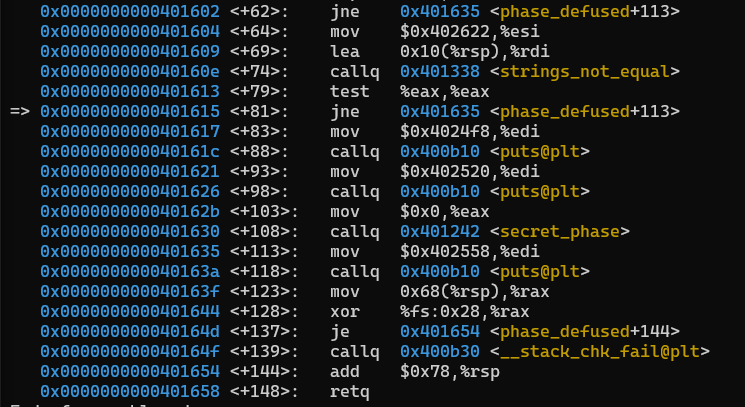 0x0000000000401602 <+62>: jne 0x401635 <phase_defused+113>
0x0000000000401604 <+64>: mov $0x402622,%esi
0x0000000000401609 <+69>: lea 0x10(%rsp),%rdi
0x000000000040160e <+74>: callq 0x401338 <strings_not_equal>
0x0000000000401613 <+79>: test %eax,%eax
=> 0x0000000000401615 <+81>: jne 0x401635 <phase_defused+113>
0x0000000000401617 <+83>: mov $0x4024f8,%edi
0x000000000040161c <+88>: callq 0x400b10 <puts@plt>
0x0000000000401621 <+93>: mov $0x402520,%edi
0x0000000000401626 <+98>: callq 0x400b10 <puts@plt>
0x000000000040162b <+103>: mov $0x0,%eax
0x0000000000401630 <+108>: callq 0x401242 <secret_phase>
0x0000000000401635 <+113>: mov $0x402558,%edi
0x000000000040163a <+118>: callq 0x400b10 <puts@plt>
0x000000000040163f <+123>: mov 0x68(%rsp),%rax
0x0000000000401644 <+128>: xor %fs:0x28,%rax
0x000000000040164d <+137>: je 0x401654 <phase_defused+144>
0x000000000040164f <+139>: callq 0x400b30 <__stack_chk_fail@plt>
0x0000000000401654 <+144>: add $0x78,%rsp
0x0000000000401658 <+148>: retq